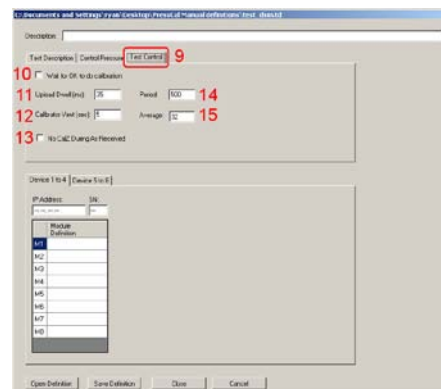 C:\Documents and Settings\ryan\Desktop\PressCal Manual definitions\test_dsm.td
Description:
Test Description Control Pressure Test Control 9
10 Wait for OK to do calibration
11 Upload Dwell (ms): 35 Period: 500 14
12 Calibrator Vent (sec): 5 Average: 32 15
13 No CalZ During As Received
Device 1 to 4 Device 5 to 8
IP Address: SN:
Module Definition
M1
M2
M3
M4
M5
M6
M7
M8
Open Definition Save Definition Close Cancel